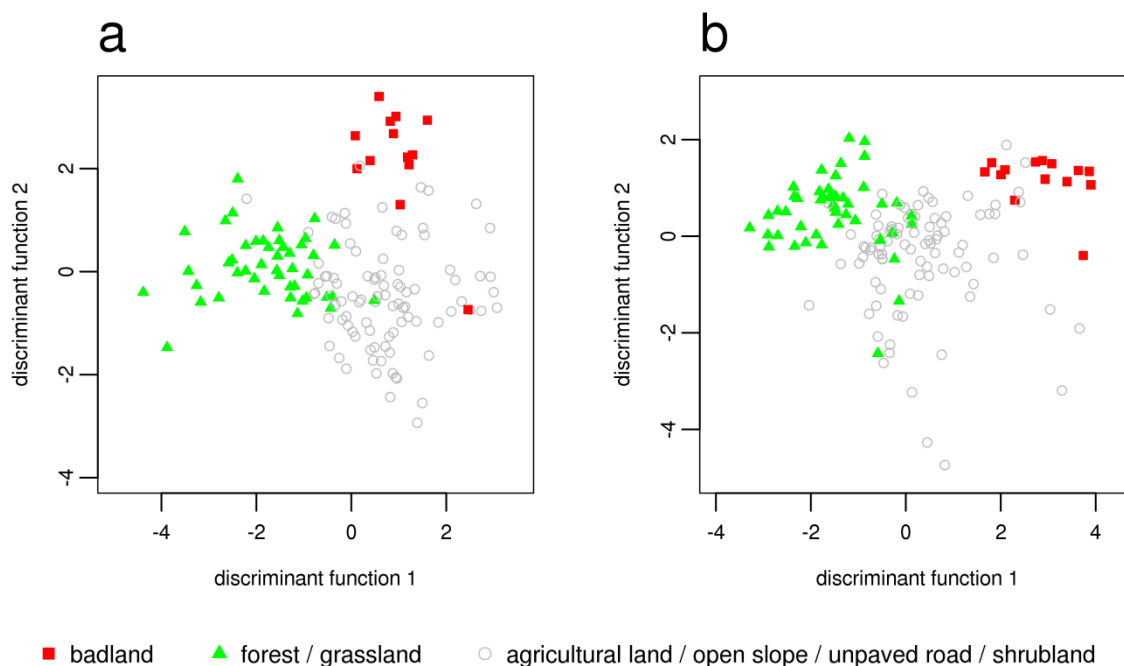 a
b
2
0
-2
-4
discriminant function 2
-4
-2
0
2
discriminant function 1
2
0
-2
-4
discriminant function 2
-4
-2
0
2
4
discriminant function 1
badland
forest / grassland
agricultural land / open slope / unpaved road / shrubland